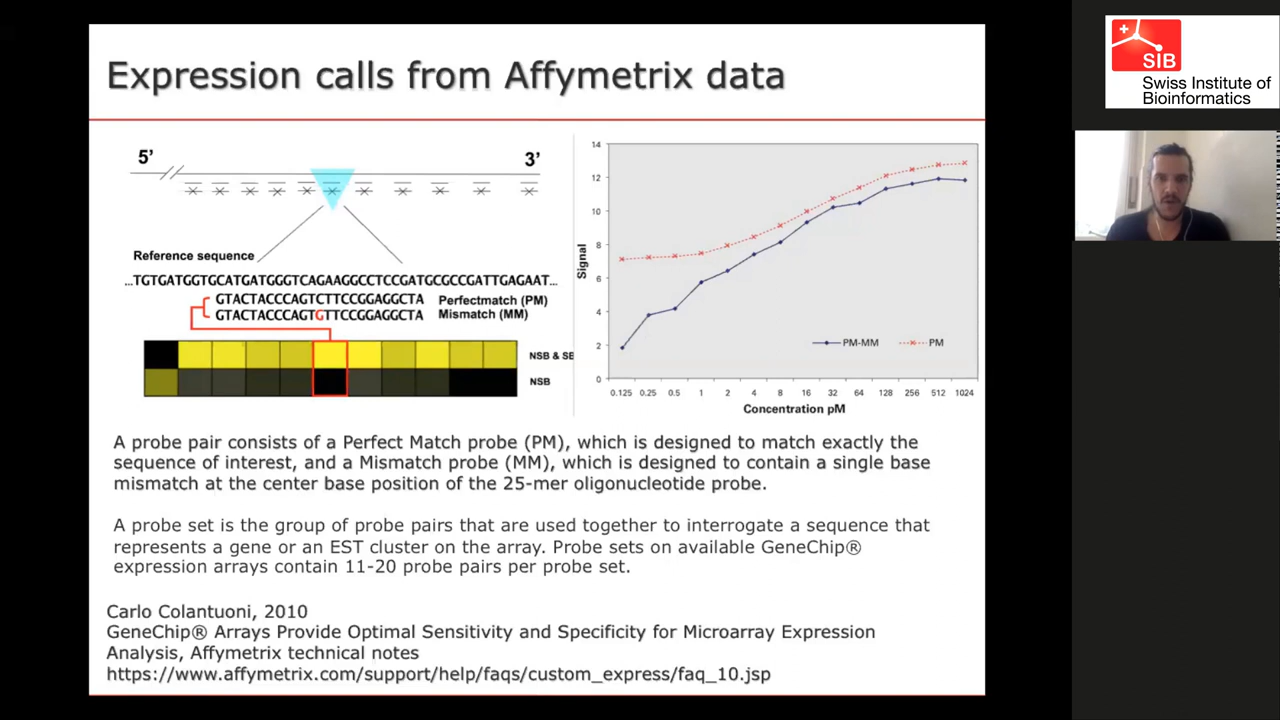 Expression calls from Affymetrix data
5’
3’
Reference sequence
...TGTGATGGTGCATGATGGGTCAGAAGGCCTCCGATGCGCCGATTGAGAAT...
GTACTACCCAGTCTTCCGGAGGCTA Perfectmatch (PM)
GTACTACCCAGTGTTCCGGAGGCTA Mismatch (MM)
NSB & SB
NSB
14
12
10
8
6
4
2
0
Signal
PM-MM
PM
0.125 0.25 0.5 1 2 4 8 16 32 64 128 256 512 1024
Concentration pM
A probe pair consists of a Perfect Match probe (PM), which is designed to match exactly the
sequence of interest, and a Mismatch probe (MM), which is designed to contain a single base
mismatch at the center base position of the 25-mer oligonucleotide probe.
A probe set is the group of probe pairs that are used together to interrogate a sequence that
represents a gene or an EST cluster on the array. Probe sets on available GeneChip®
expression arrays contain 11-20 probe pairs per probe set.
Carlo Colantuoni, 2010
GeneChip® Arrays Provide Optimal Sensitivity and Specificity for Microarray Expression
Analysis, Affymetrix technical notes
https://www.affymetrix.com/support/help/faqs/custom_express/faq_10.jsp
SIB
Swiss Institute of
Bioinformatics